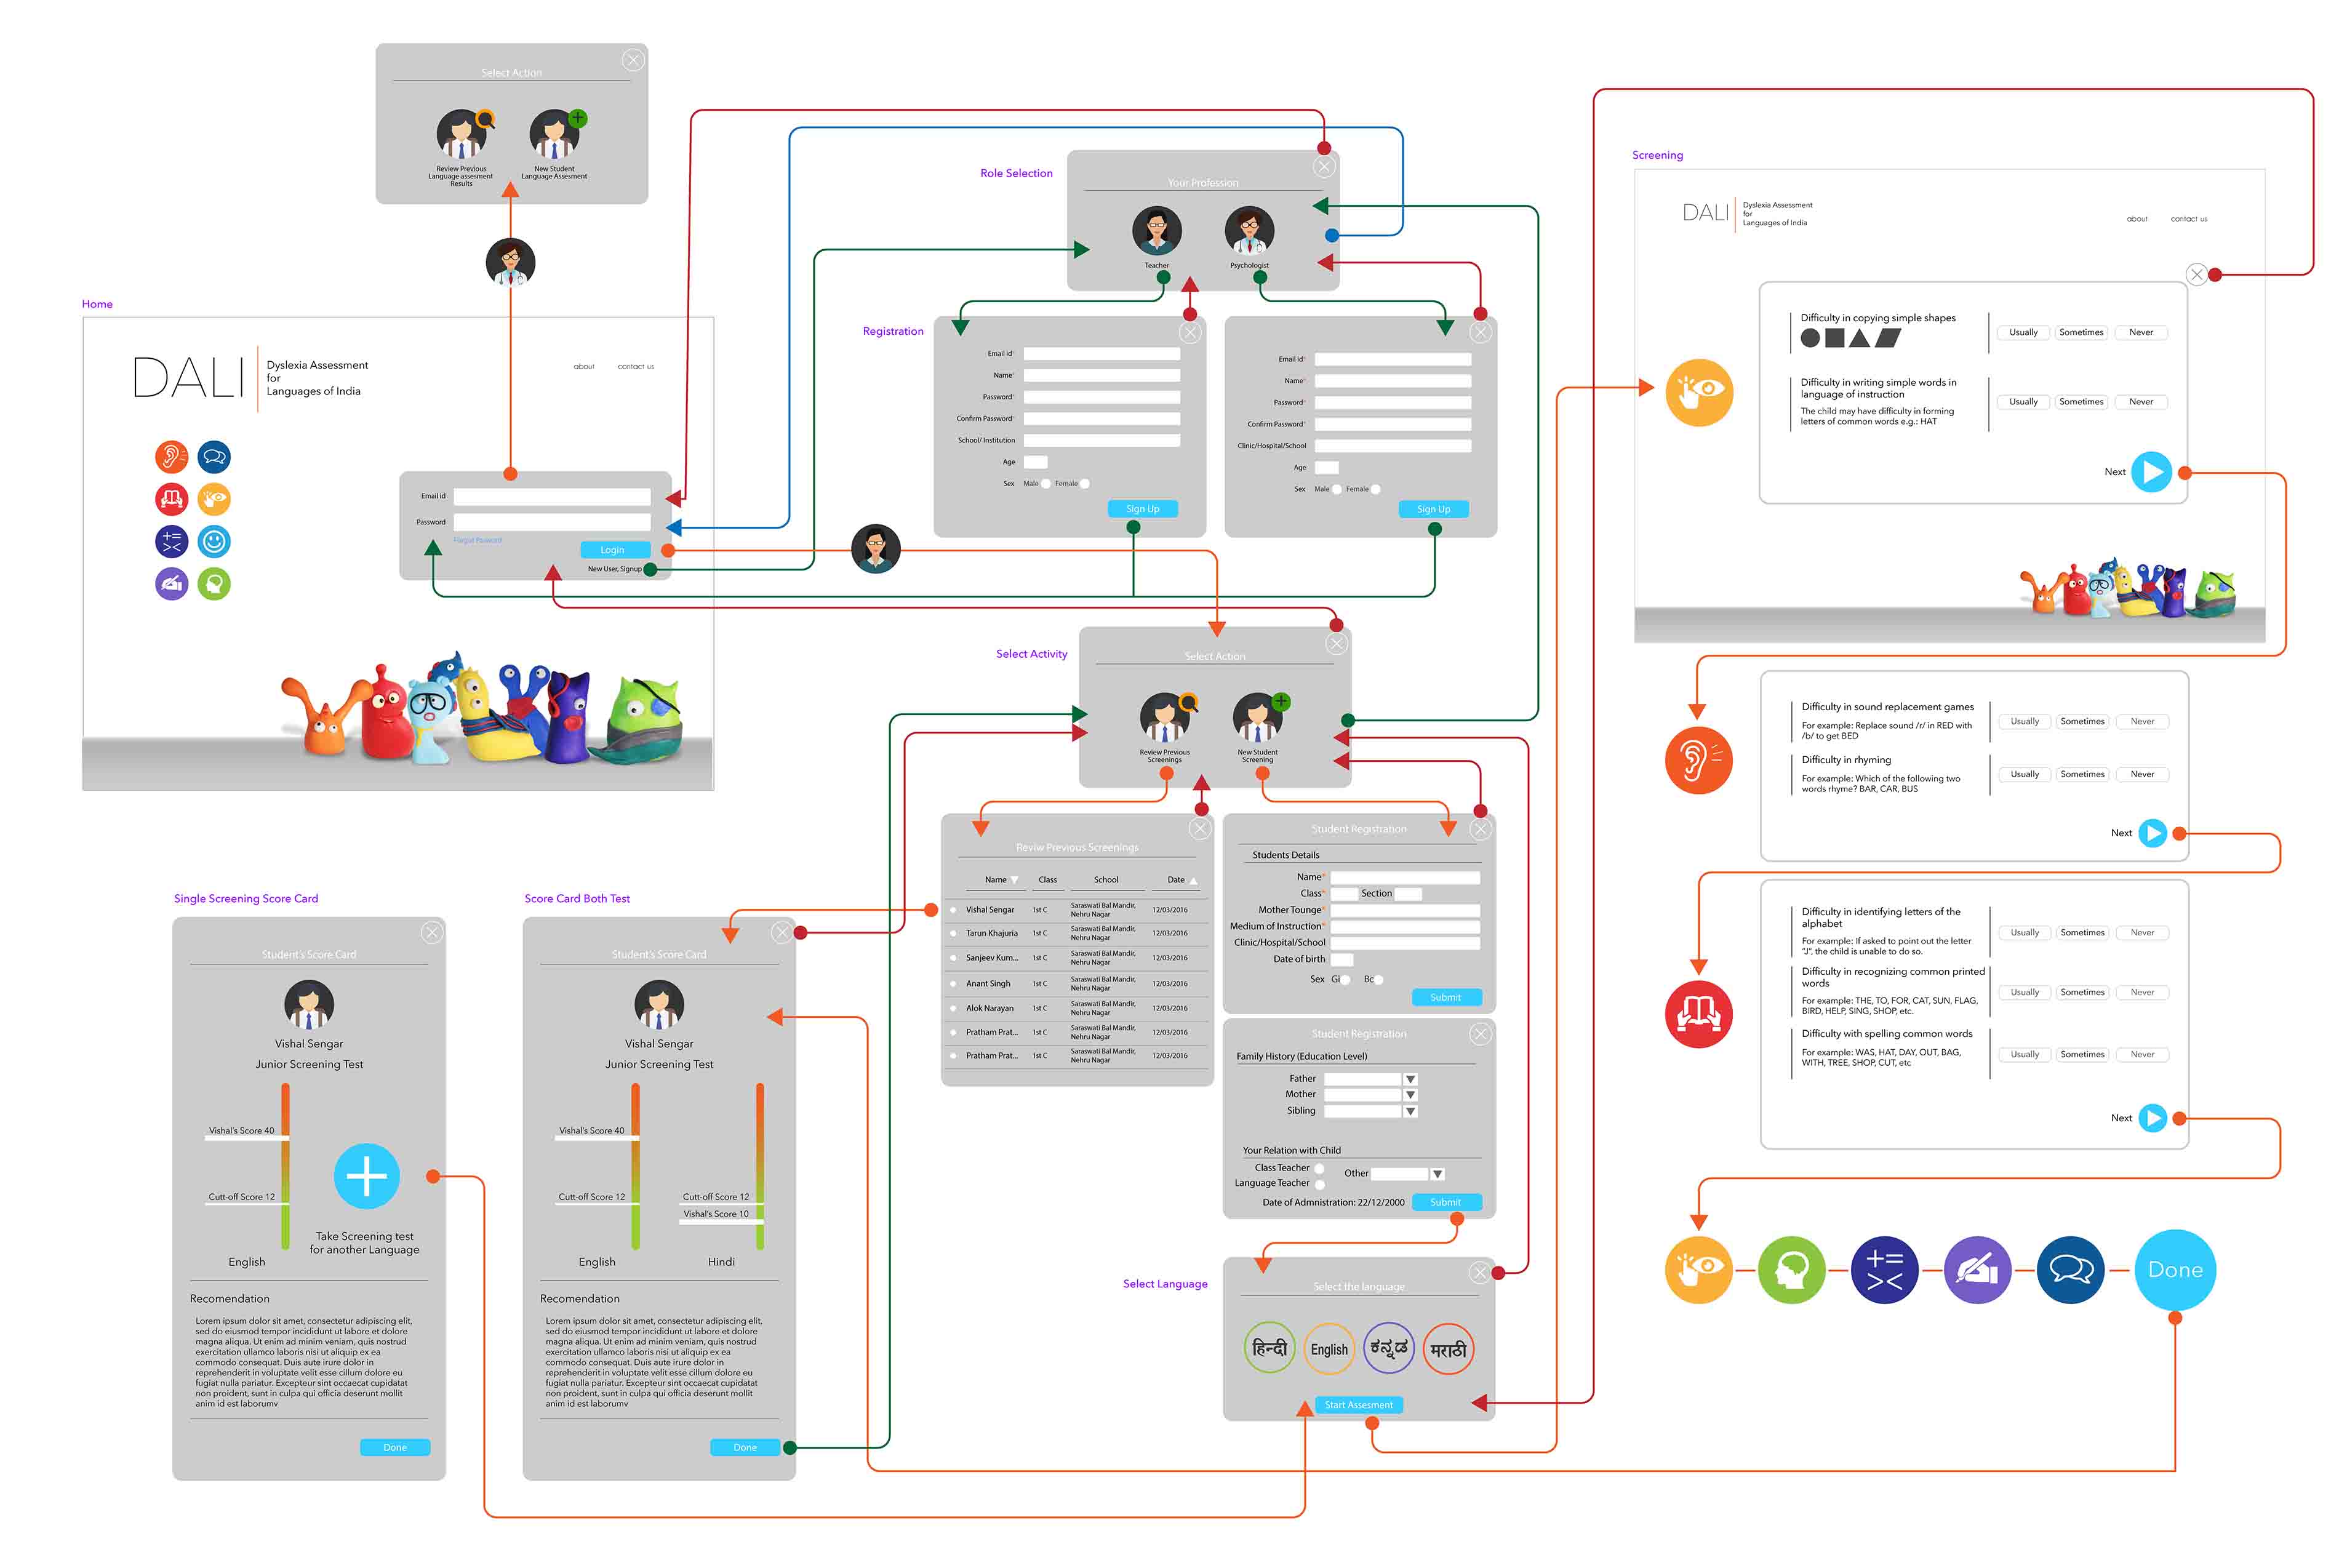 Select Action
Review Previous
Language assesment
Results
New Student
Language Assesment
Home
DALI
Dyslexia Assessment
for
Languages of India
about
contact us
Email id
Password
Forgot Password
Login
New User, Signup
Role Selection
Your Profession
Teacher
Psychologist
Registration
Email id*
Name*
Password*
Confirm Password*
School/ Institution
Age
Sex Male Female
Sign Up
Email id*
Name*
Password*
Confirm Password*
Clinic/Hospital/School
Age
Sex Male Female
Sign Up
Select Activity
Select Action
Review Previous
Screenings
New Student
Screening
Reviw Previous Screenings
Name Class School Date
Vishal Sengar 1st C Saraswati Bal Mandir, Nehru Nagar 12/03/2016
Tarun Khajuria 1st C Saraswati Bal Mandir, Nehru Nagar 12/03/2016
Sanjeev Kum... 1st C Saraswati Bal Mandir, Nehru Nagar 12/03/2016
Anant Singh 1st C Saraswati Bal Mandir, Nehru Nagar 12/03/2016
Alok Narayan 1st C Saraswati Bal Mandir, Nehru Nagar 12/03/2016
Pratham Prat... 1st C Saraswati Bal Mandir, Nehru Nagar 12/03/2016
Pratham Prat... 1st C Saraswati Bal Mandir, Nehru Nagar 12/03/2016
Student Registration
Students Details
Name*
Class* Section
Mother Tounge*
Medium of Instruction*
Clinic/Hospital/School
Date of birth
Sex Gi Bo
Submit
Student Registration
Family History (Education Level)
Father
Mother
Sibling
Your Relation with Child
Class Teacher
Other
Language Teacher
Date of Admnistration: 22/12/2000
Submit
Select Language
Select the language
हिन्दी
English
ಕನ್ನಡ
मराठी
Start Assesment
Single Screening Score Card
Student's Score Card
Vishal Sengar
Junior Screening Test
Vishal's Score 40
Cutt-off Score 12
Take Screening test
for another Language
English
Recomendation
Lorem ipsum dolor sit amet, consectetur adipiscing elit,
sed do eiusmod tempor incididunt ut labore et dolore
magna aliqua. Ut enim ad minim veniam, quis nostrud
exercitation ullamco laboris nisi ut aliquip ex ea
commodo consequat. Duis aute irure dolor in
reprehenderit in voluptate velit esse cillum dolore eu
fugiat nulla pariatur. Excepteur sint occaecat cupidatat
non proident, sunt in culpa qui officia deserunt mollit
anim id est laborumv
Done
Score Card Both Test
Student's Score Card
Vishal Sengar
Junior Screening Test
Vishal's Score 40
Cutt-off Score 12
Cutt-off Score 12
Vishal's Score 10
English
Hindi
Recomendation
Lorem ipsum dolor sit amet, consectetur adipiscing elit,
sed do eiusmod tempor incididunt ut labore et dolore
magna aliqua. Ut enim ad minim veniam, quis nostrud
exercitation ullamco laboris nisi ut aliquip ex ea
commodo consequat. Duis aute irure dolor in
reprehenderit in voluptate velit esse cillum dolore eu
fugiat nulla pariatur. Excepteur sint occaecat cupidatat
non proident, sunt in culpa qui officia deserunt mollit
anim id est laborumv
Done
Screening
DALI
Dyslexia Assessment
for
Languages of India
about
contact us
Difficulty in copying simple shapes
Usually Sometimes Never
Difficulty in writing simple words in
language of instruction
The child may have difficulty in forming
letters of common words e.g.: HAT
Usually Sometimes Never
Next
Difficulty in sound replacement games
For example: Replace sound /r/ in RED with
/b/ to get BED
Usually Sometimes Never
Difficulty in rhyming
For example: Which of the following two
words rhyme? BAR, CAR, BUS
Usually Sometimes Never
Next
Difficulty in identifying letters of the
alphabet
For example: If asked to point out the letter
"J", the child is unable to do so.
Usually Sometimes Never
Difficulty in recognizing common printed
words
For example: THE, TO, FOR, CAT, SUN, FLAG,
BIRD, HELP, SING, SHOP, etc.
Usually Sometimes Never
Difficulty with spelling common words
For example: WAS, HAT, DAY, OUT, BAG,
WITH, TREE, SHOP, CUT, etc
Usually Sometimes Never
Next
Done